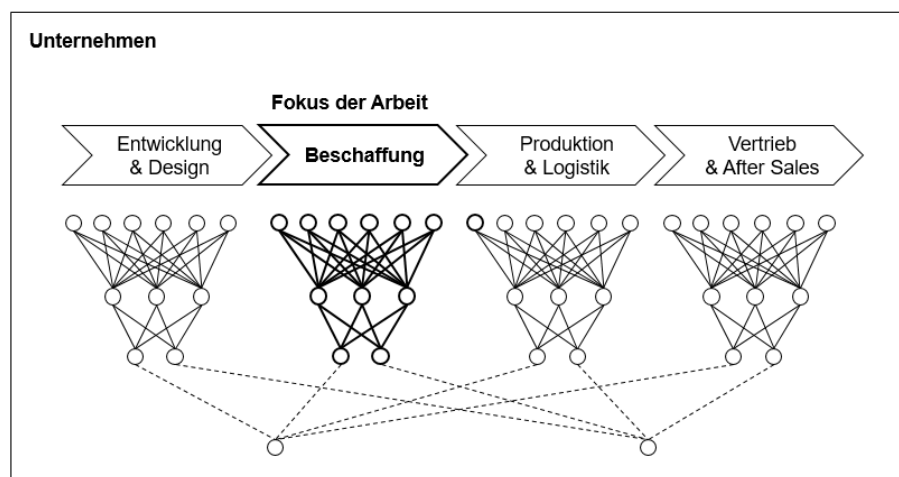 Unternehmen
Fokus der Arbeit
Entwicklung
& Design
Beschaffung
Produktion
& Logistik
Vertrieb
& After Sales